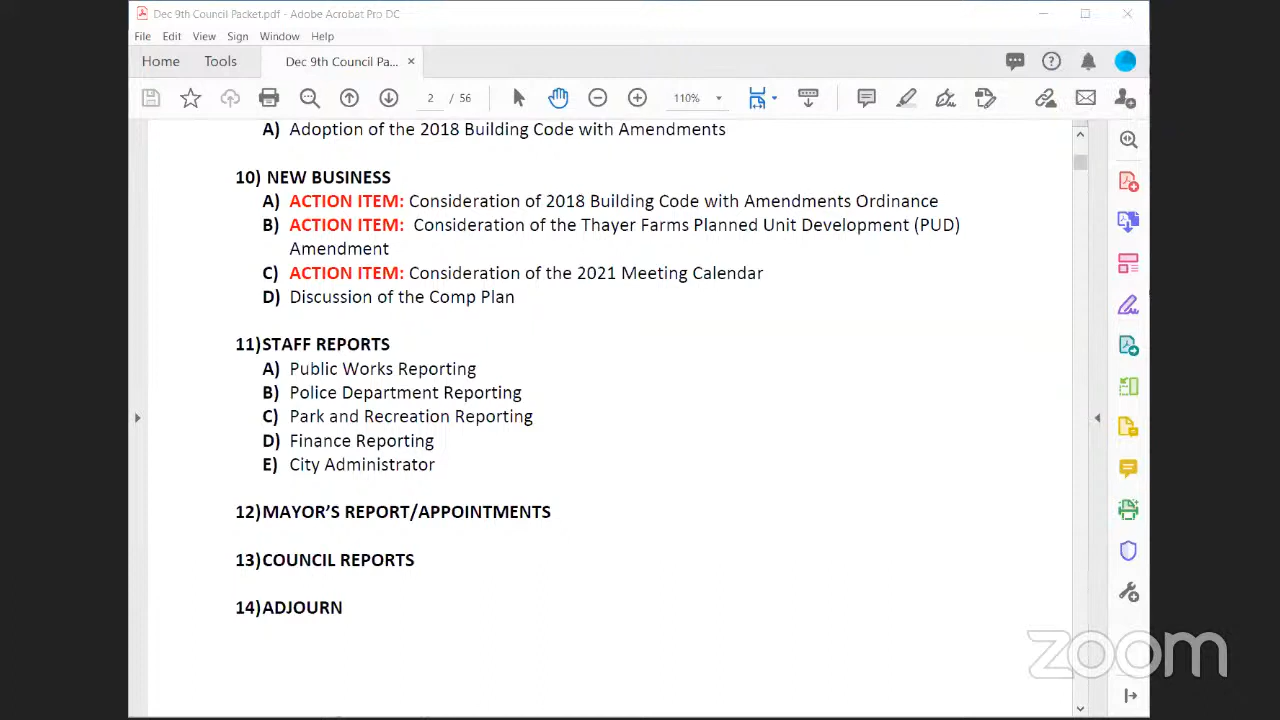 Dec 9th Council Packet.pdf - Adobe Acrobat Pro DC
File Edit View Sign Window Help
Home Tools Dec 9th Council Pa... ×
2 / 56 110%
A) Adoption of the 2018 Building Code with Amendments
10) NEW BUSINESS
A) ACTION ITEM: Consideration of 2018 Building Code with Amendments Ordinance
B) ACTION ITEM: Consideration of the Thayer Farms Planned Unit Development (PUD)
Amendment
C) ACTION ITEM: Consideration of the 2021 Meeting Calendar
D) Discussion of the Comp Plan
11)STAFF REPORTS
A) Public Works Reporting
B) Police Department Reporting
C) Park and Recreation Reporting
D) Finance Reporting
E) City Administrator
12)MAYOR’S REPORT/APPOINTMENTS
13)COUNCIL REPORTS
14)ADJOURN
zoom